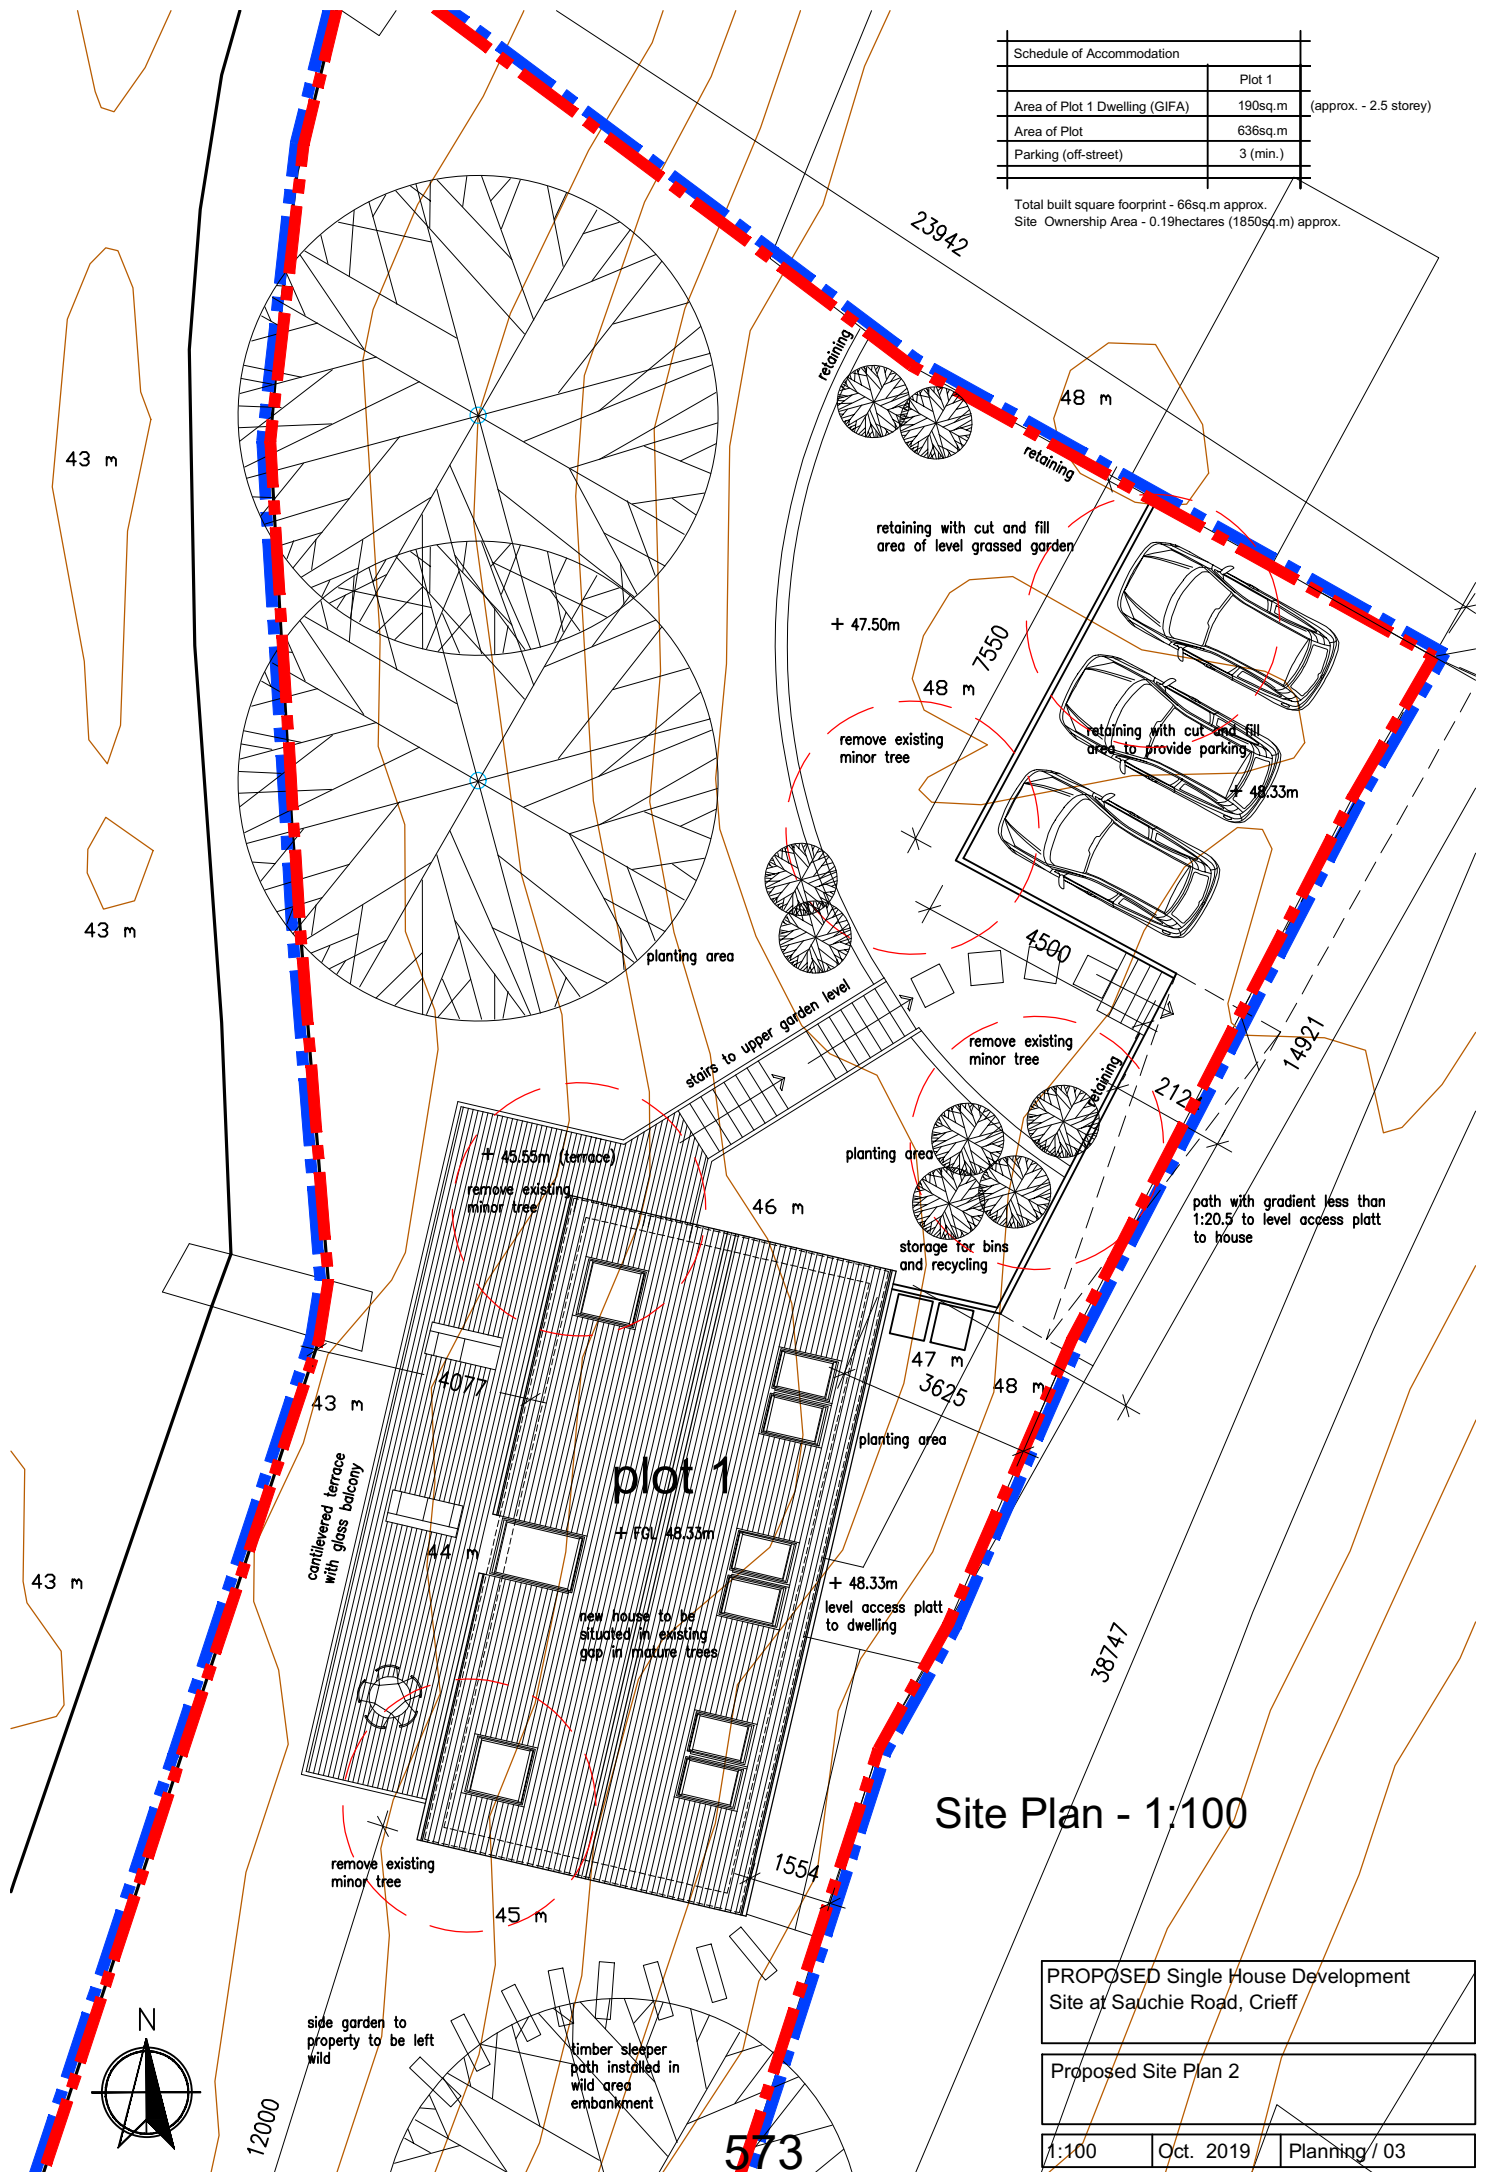 Schedule of Accommodation
Plot 1
Area of Plot 1 Dwelling (GIFA) 190sq.m (approx. - 2.5 storey)
Area of Plot 636sq.m
Parking (off-street) 3 (min.)
Total built square foorprint - 66sq.m approx.
Site Ownership Area - 0.19hectares (1850sq.m) approx.
23942
retaining
48 m
retaining
43 m
retaining with cut and fill
area of level grassed garden
47.50m
7550
48 m
remove existing
minor tree
retaining with cut and fill
area to provide parking
48.33m
43 m
planting area
4500
stairs to upper garden level
remove existing
minor tree
14921
retaining
2122
45.55m (terrace)
remove existing
minor tree
planting area
46 m
path with gradient less than
1:20.5 to level access platt
to house
storage for bins
and recycling
47 m
3625
48 m
4077
43 m
planting area
cantilevered terrace
with glass balcony
plot 1
FGL 48.33m
44 m
43 m
48.33m
level access platt
to dwelling
new house to be
situated in existing
gap in mature trees
38747
Site Plan - 1:100
remove existing
minor tree
1554
45 m
N
side garden to
property to be left
wild
timber sleeper
path installed in
wild area
embankment
12000
573
PROPOSED Single House Development
Site at Sauchie Road, Crieff
Proposed Site Plan 2
1:100 Oct. 2019 Planning / 03